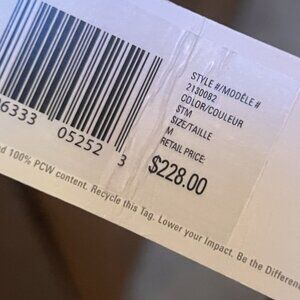 STYLE #/MODÈLE #
2130082
COLOR/COULEUR
STM
SIZE/TAILLE
M
RETAIL PRICE:
$228.00
6333 05252 3
100% PCW content. Recycle this Tag. Lower your Impact. Be the